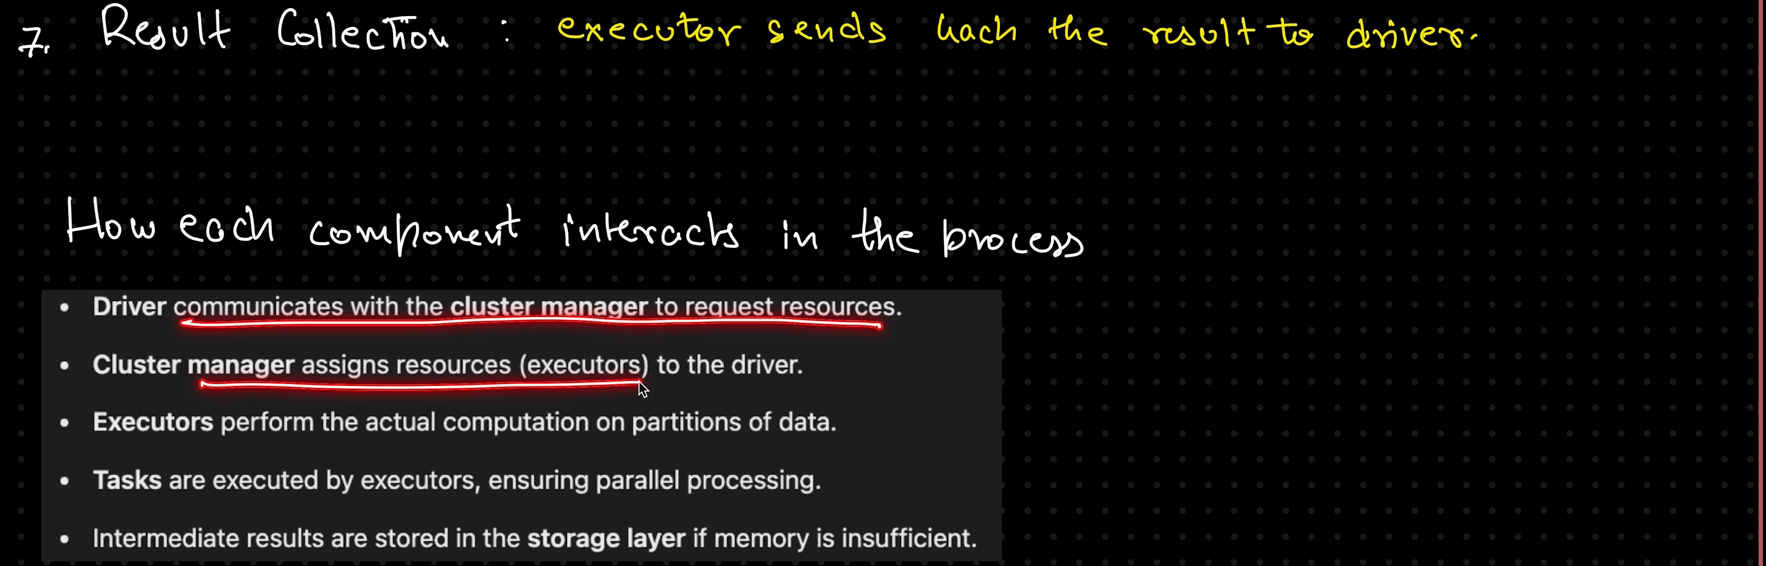 7. Result Collection : executor sends back the result to driver.
How each component interacts in the process
• Driver communicates with the cluster manager to request resources.
• Cluster manager assigns resources (executors) to the driver.
• Executors perform the actual computation on partitions of data.
• Tasks are executed by executors, ensuring parallel processing.
• Intermediate results are stored in the storage layer if memory is insufficient.